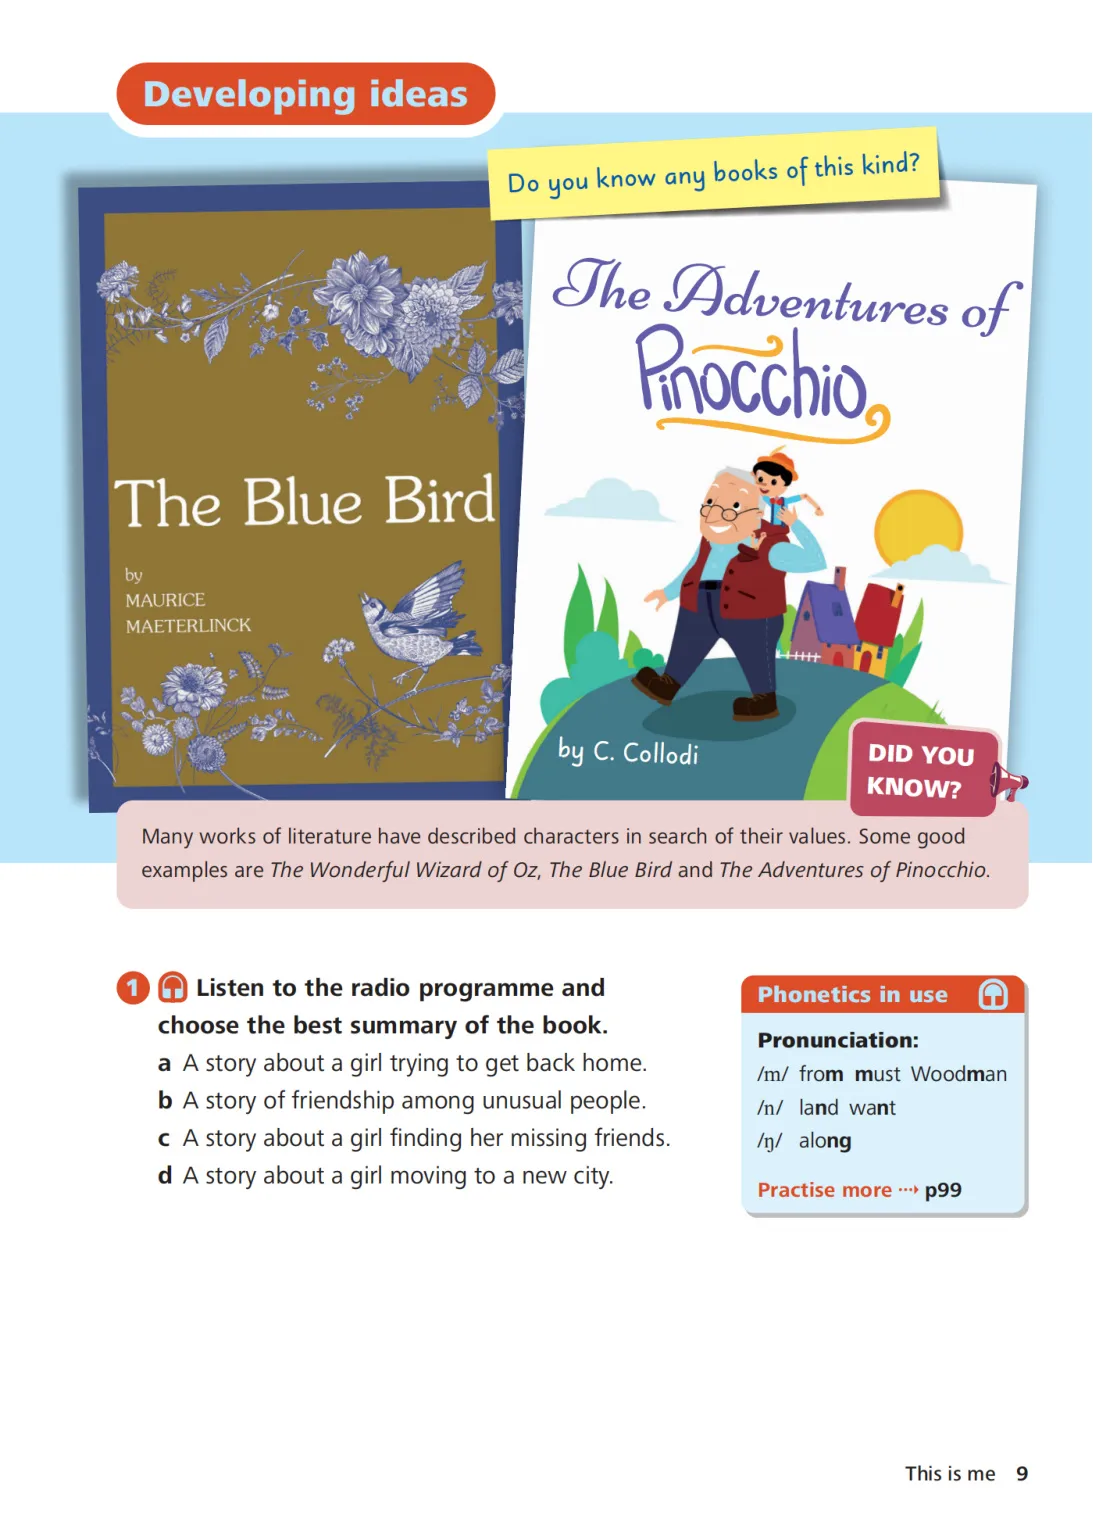 Developing ideas
Do you know any books of this kind?
The Blue Bird
by
MAURICE
MAETERLINCK
The Adventures of
Pinocchio
by C. Collodi
DID YOU
KNOW?
Many works of literature have described characters in search of their values. Some good
examples are The Wonderful Wizard of Oz, The Blue Bird and The Adventures of Pinocchio.
1 Listen to the radio programme and
choose the best summary of the book.
a A story about a girl trying to get back home.
b A story of friendship among unusual people.
c A story about a girl finding her missing friends.
d A story about a girl moving to a new city.
Phonetics in use
Pronunciation:
/m/ from must Woodman
/n/ land want
/ŋ/ along
Practise more ···➝ p99
This is me 9